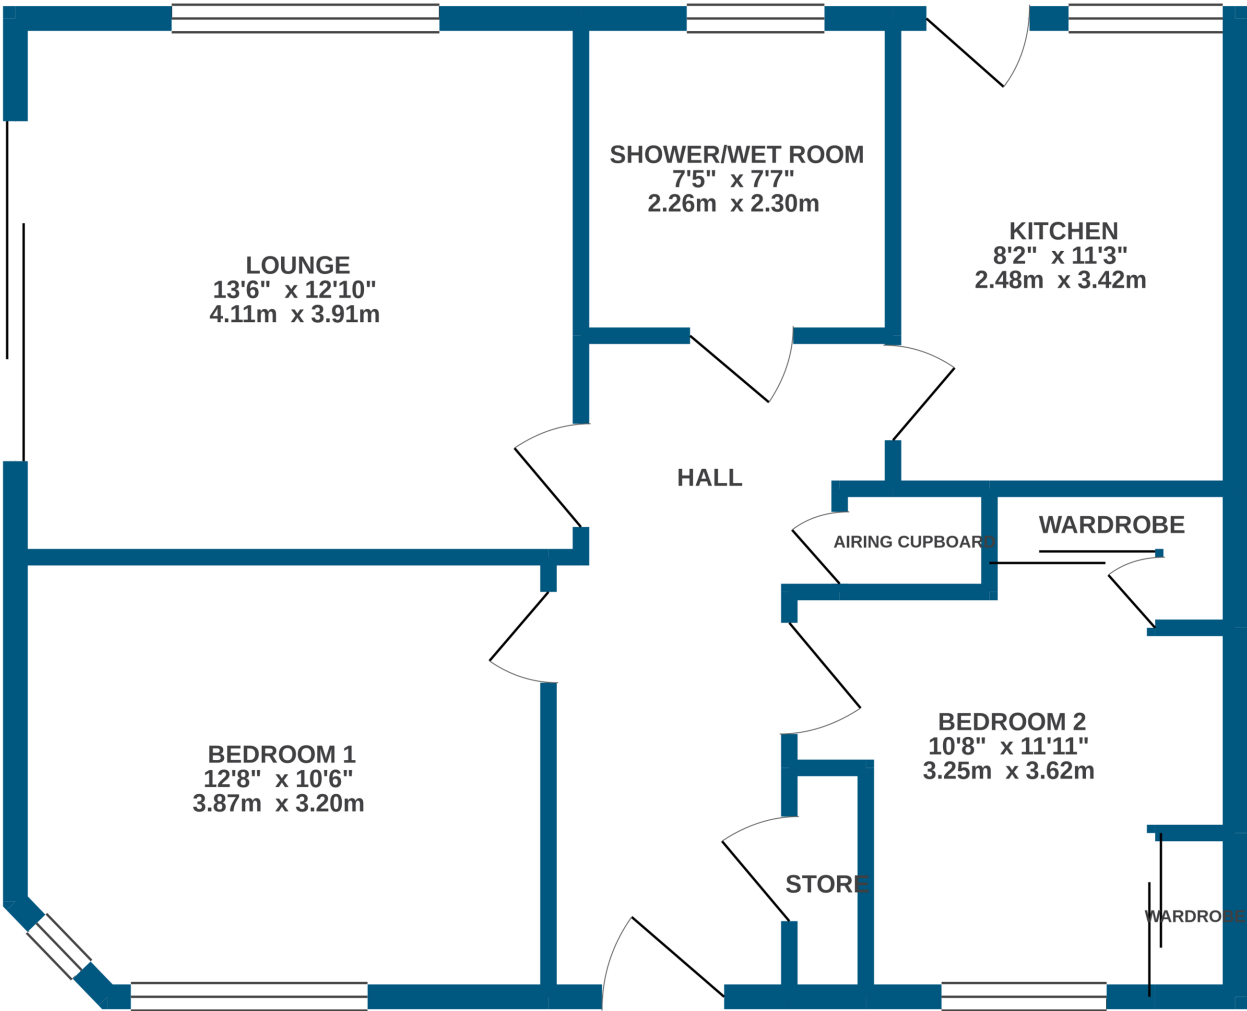 SHOWER/WET ROOM
7'5" x 7'7"
2.26m x 2.30m
KITCHEN
8'2" x 11'3"
2.48m x 3.42m
LOUNGE
13'6" x 12'10"
4.11m x 3.91m
HALL
WARDROBE
AIRING CUPBOARD
BEDROOM 2
10'8" x 11'11"
3.25m x 3.62m
BEDROOM 1
12'8" x 10'6"
3.87m x 3.20m
STORE
WARDROBE